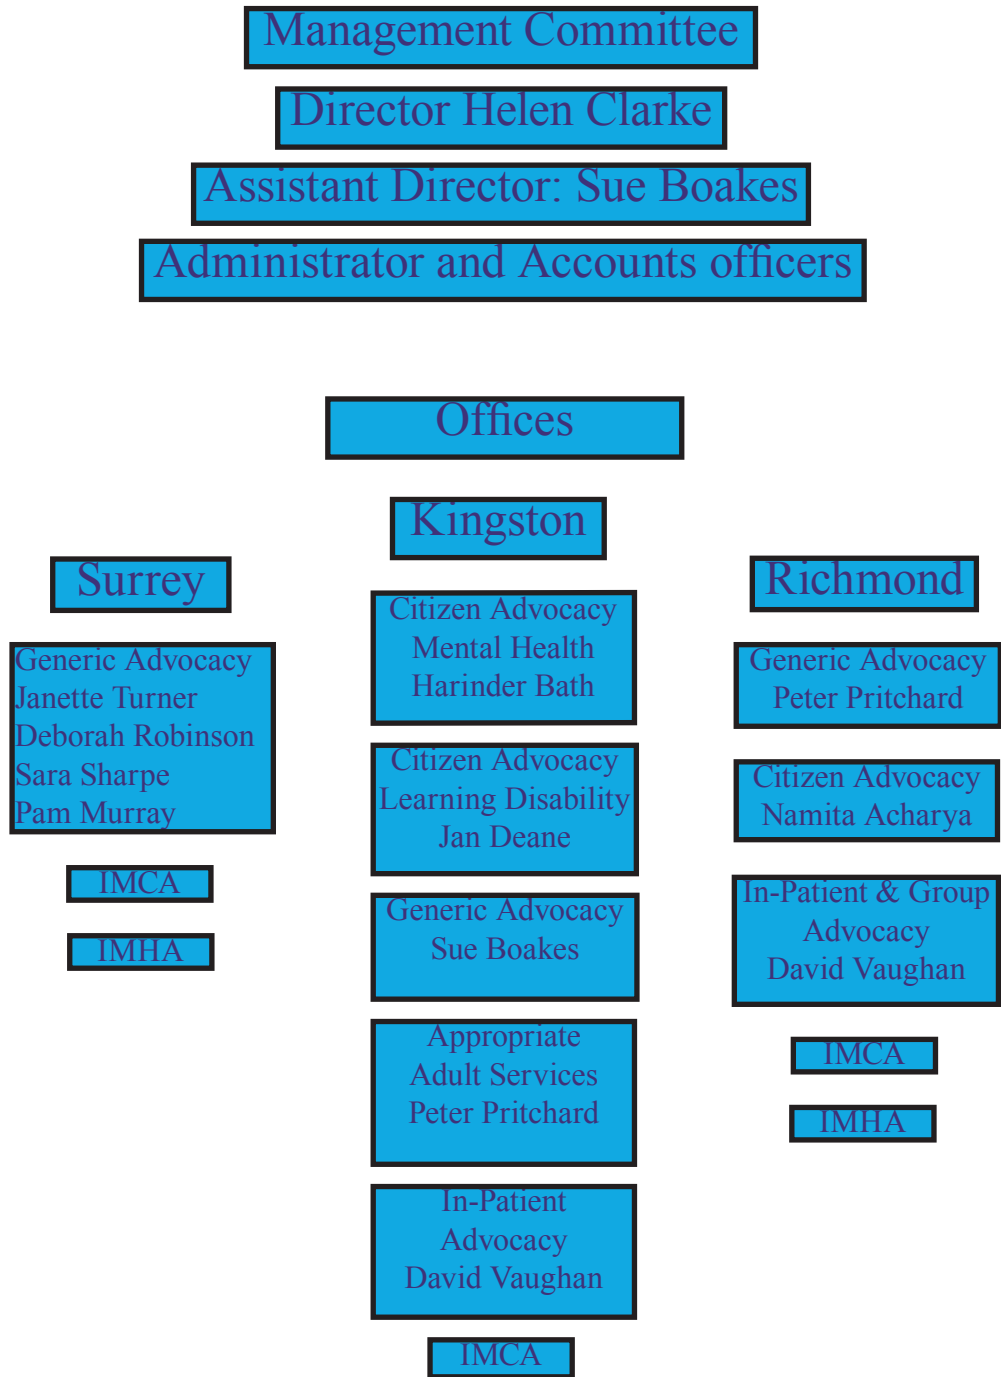 Management Committee
Director Helen Clarke
Assistant Director: Sue Boakes
Administrator and Accounts officers
Offices
Surrey
Generic Advocacy
Janette Turner
Deborah Robinson
Sara Sharpe
Pam Murray
IMCA
IMHA
Kingston
Citizen Advocacy
Mental Health
Harinder Bath
Citizen Advocacy
Learning Disability
Jan Deane
Generic Advocacy
Sue Boakes
Appropriate
Adult Services
Peter Pritchard
In-Patient
Advocacy
David Vaughan
IMCA
Richmond
Generic Advocacy
Peter Pritchard
Citizen Advocacy
Namita Acharya
In-Patient & Group
Advocacy
David Vaughan
IMCA
IMHA